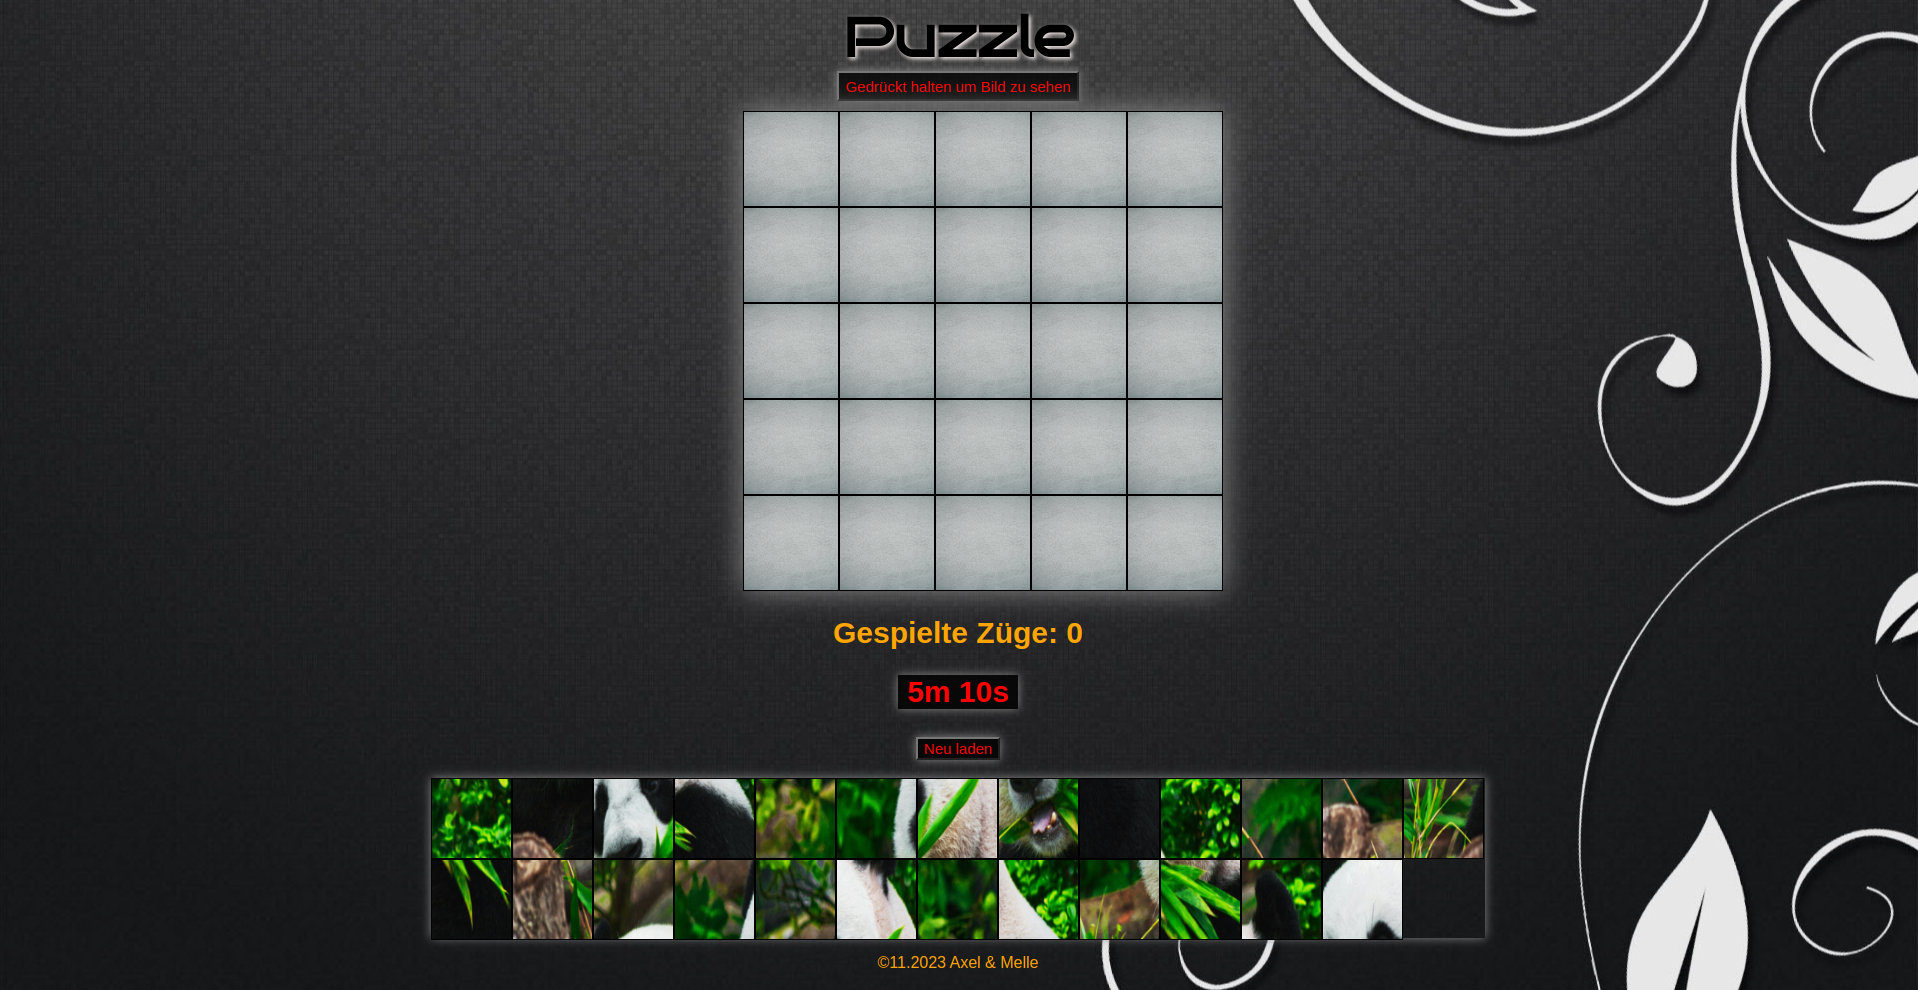 Puzzle
Gedrückt halten um Bild zu sehen
Gespielte Züge: 0
5m 10s
Neu laden
©11.2023 Axel & Melle